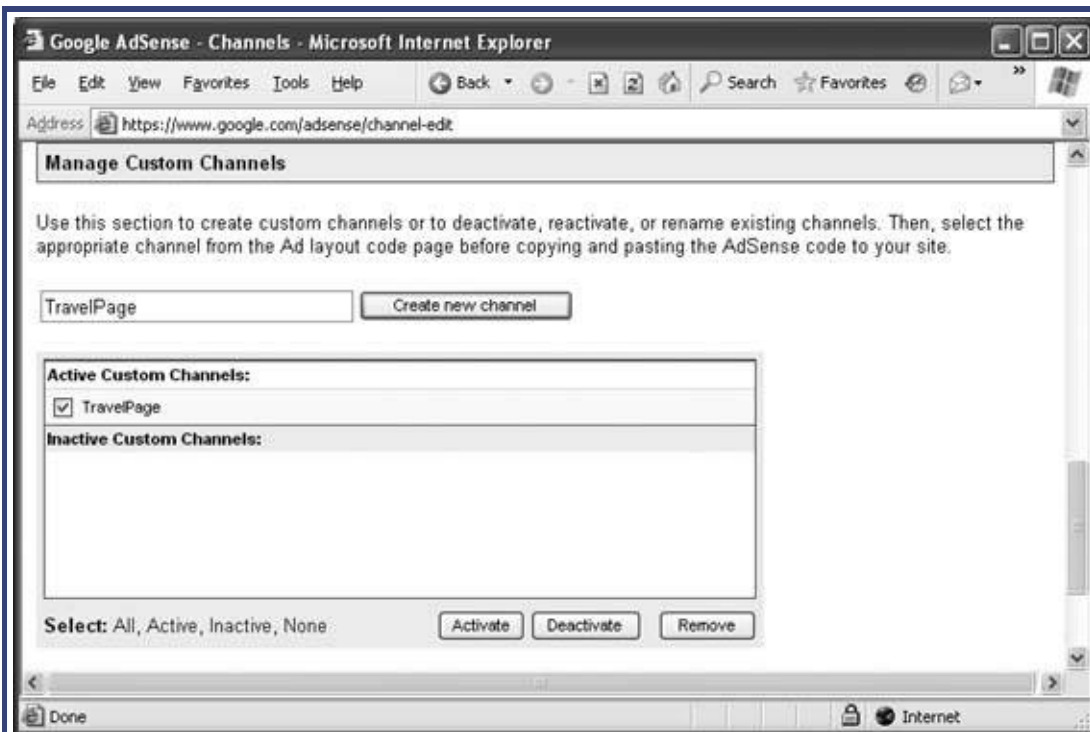 Google AdSense - Channels - Microsoft Internet Explorer
File Edit View Favorites Tools Help Back Search Favorites »
Address https://www.google.com/adsense/channel-edit
Manage Custom Channels
Use this section to create custom channels or to deactivate, reactivate, or rename existing channels. Then, select the
appropriate channel from the Ad layout code page before copying and pasting the AdSense code to your site.
TravelPage Create new channel
Active Custom Channels:
TravelPage
Inactive Custom Channels:
Select: All, Active, Inactive, None Activate Deactivate Remove
Done Internet